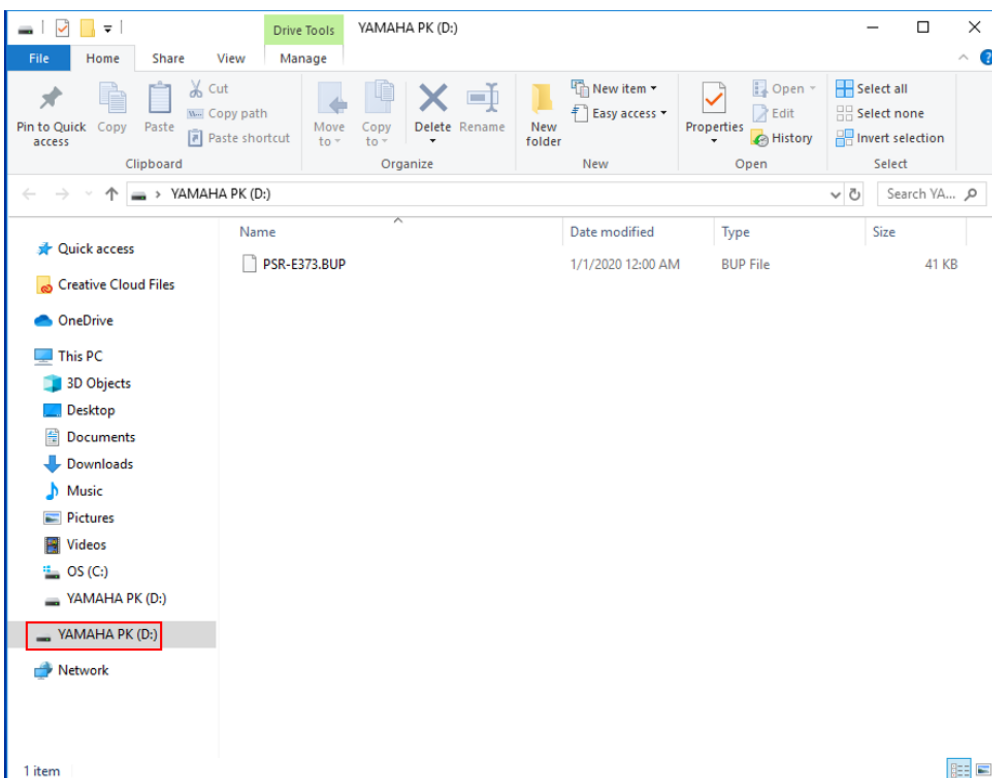 Drive Tools YAMAHA PK (D:)
File Home Share View Manage
Pin to Quick access
Copy
Paste
Cut
Copy path
Paste shortcut
Move to
Copy to
Delete
Rename
New folder
New item
Easy access
Properties
Open
Edit
History
Select all
Select none
Invert selection
Clipboard Organize New Open Select
YAMAHA PK (D:) Search YA...
Name Date modified Type Size
PSR-E373.BUP 1/1/2020 12:00 AM BUP File 41 KB
Quick access
Creative Cloud Files
OneDrive
This PC
3D Objects
Desktop
Documents
Downloads
Music
Pictures
Videos
OS (C:)
YAMAHA PK (D:)
YAMAHA PK (D:)
Network
1 item